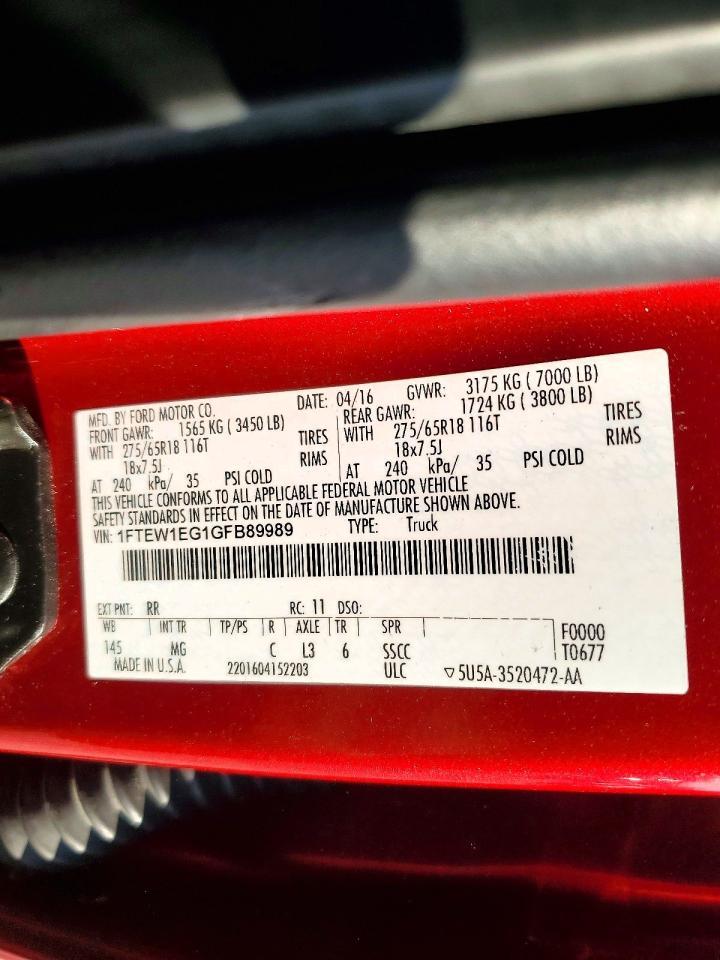 MFD. BY FORD MOTOR CO. DATE: 04/16 GVWR: 3175 KG ( 7000 LB)
FRONT GAWR: 1565 KG ( 3450 LB) REAR GAWR: 1724 KG ( 3800 LB)
WITH 275/65R18 116T TIRES WITH 275/65R18 116T TIRES
18x7.5J RIMS 18x7.5J RIMS
AT 240 kPa/ 35 PSI COLD AT 240 kPa/ 35 PSI COLD
THIS VEHICLE CONFORMS TO ALL APPLICABLE FEDERAL MOTOR VEHICLE
SAFETY STANDARDS IN EFFECT ON THE DATE OF MANUFACTURE SHOWN ABOVE.
VIN: 1FTEW1EG1GFB89989 TYPE: Truck
EXT PNT: RR RC: 11 DSO:
WB INT TR TP/PS R AXLE TR SPR F0000
145 MG C L3 6 SSCC T0677
MADE IN U.S.A. 2201604152203 ULC ▽5U5A-3520472-AA